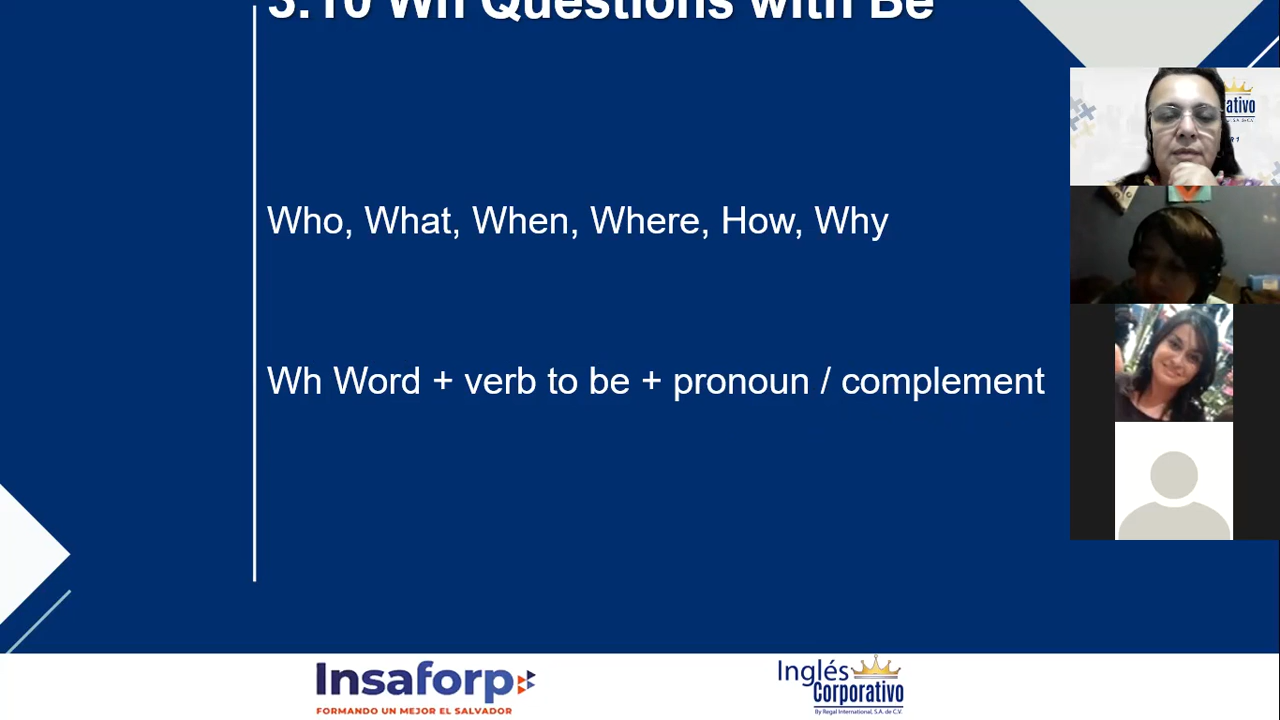 3.10 Wh Questions with Be
Who, What, When, Where, How, Why
Wh Word + verb to be + pronoun / complement
ativo
Insaforp
FORMANDO UN MEJOR EL SALVADOR
Inglés
Corporativo
By Regal International, S.A. de C.V.